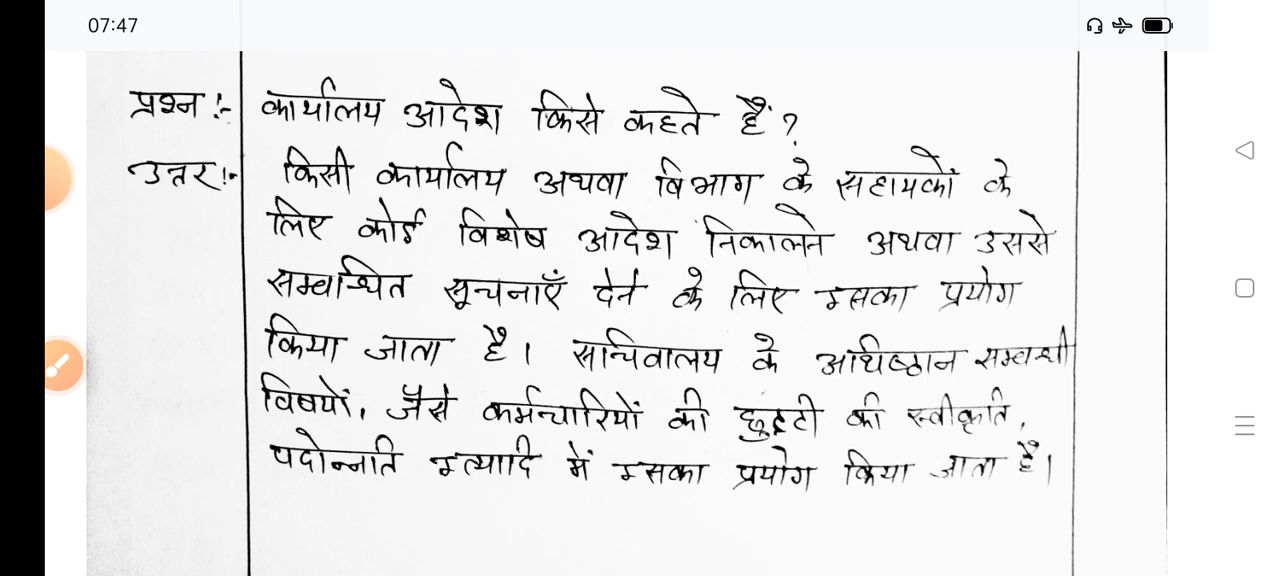 07:47
प्रश्न:- कार्यालय आदेश किसे कहते हैं?
उत्तर:- किसी कार्यालय अथवा विभाग के सहायकों के
लिए कोई विशेष आदेश निकालने अथवा उससे
सम्बन्धित सूचनाएँ देने के लिए इसका प्रयोग
किया जाता है। सचिवालय के अधिष्ठान सम्बन्धी
विषयों, जैसे कर्मचारियों की छुट्टी की स्वीकृति,
पदोन्नति इत्यादि में इसका प्रयोग किया जाता है।